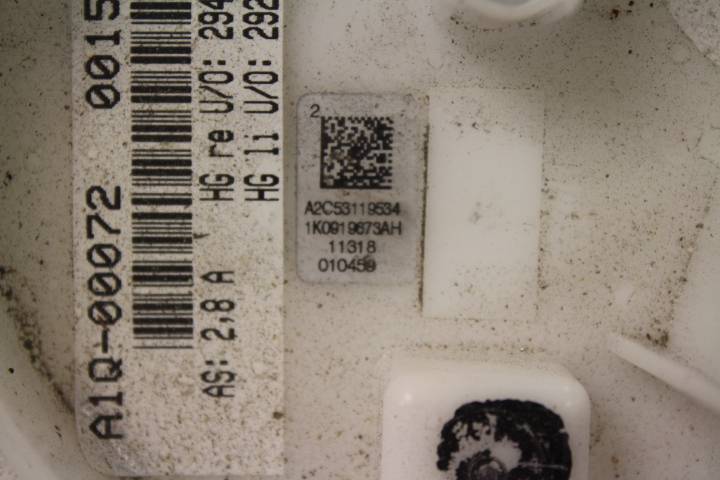 A1Q-00072 0015
AS: 2,8 A
HG re U/O: 294
HG li U/O: 292
2
A2C53119534
1K0919673AH
11318
010459